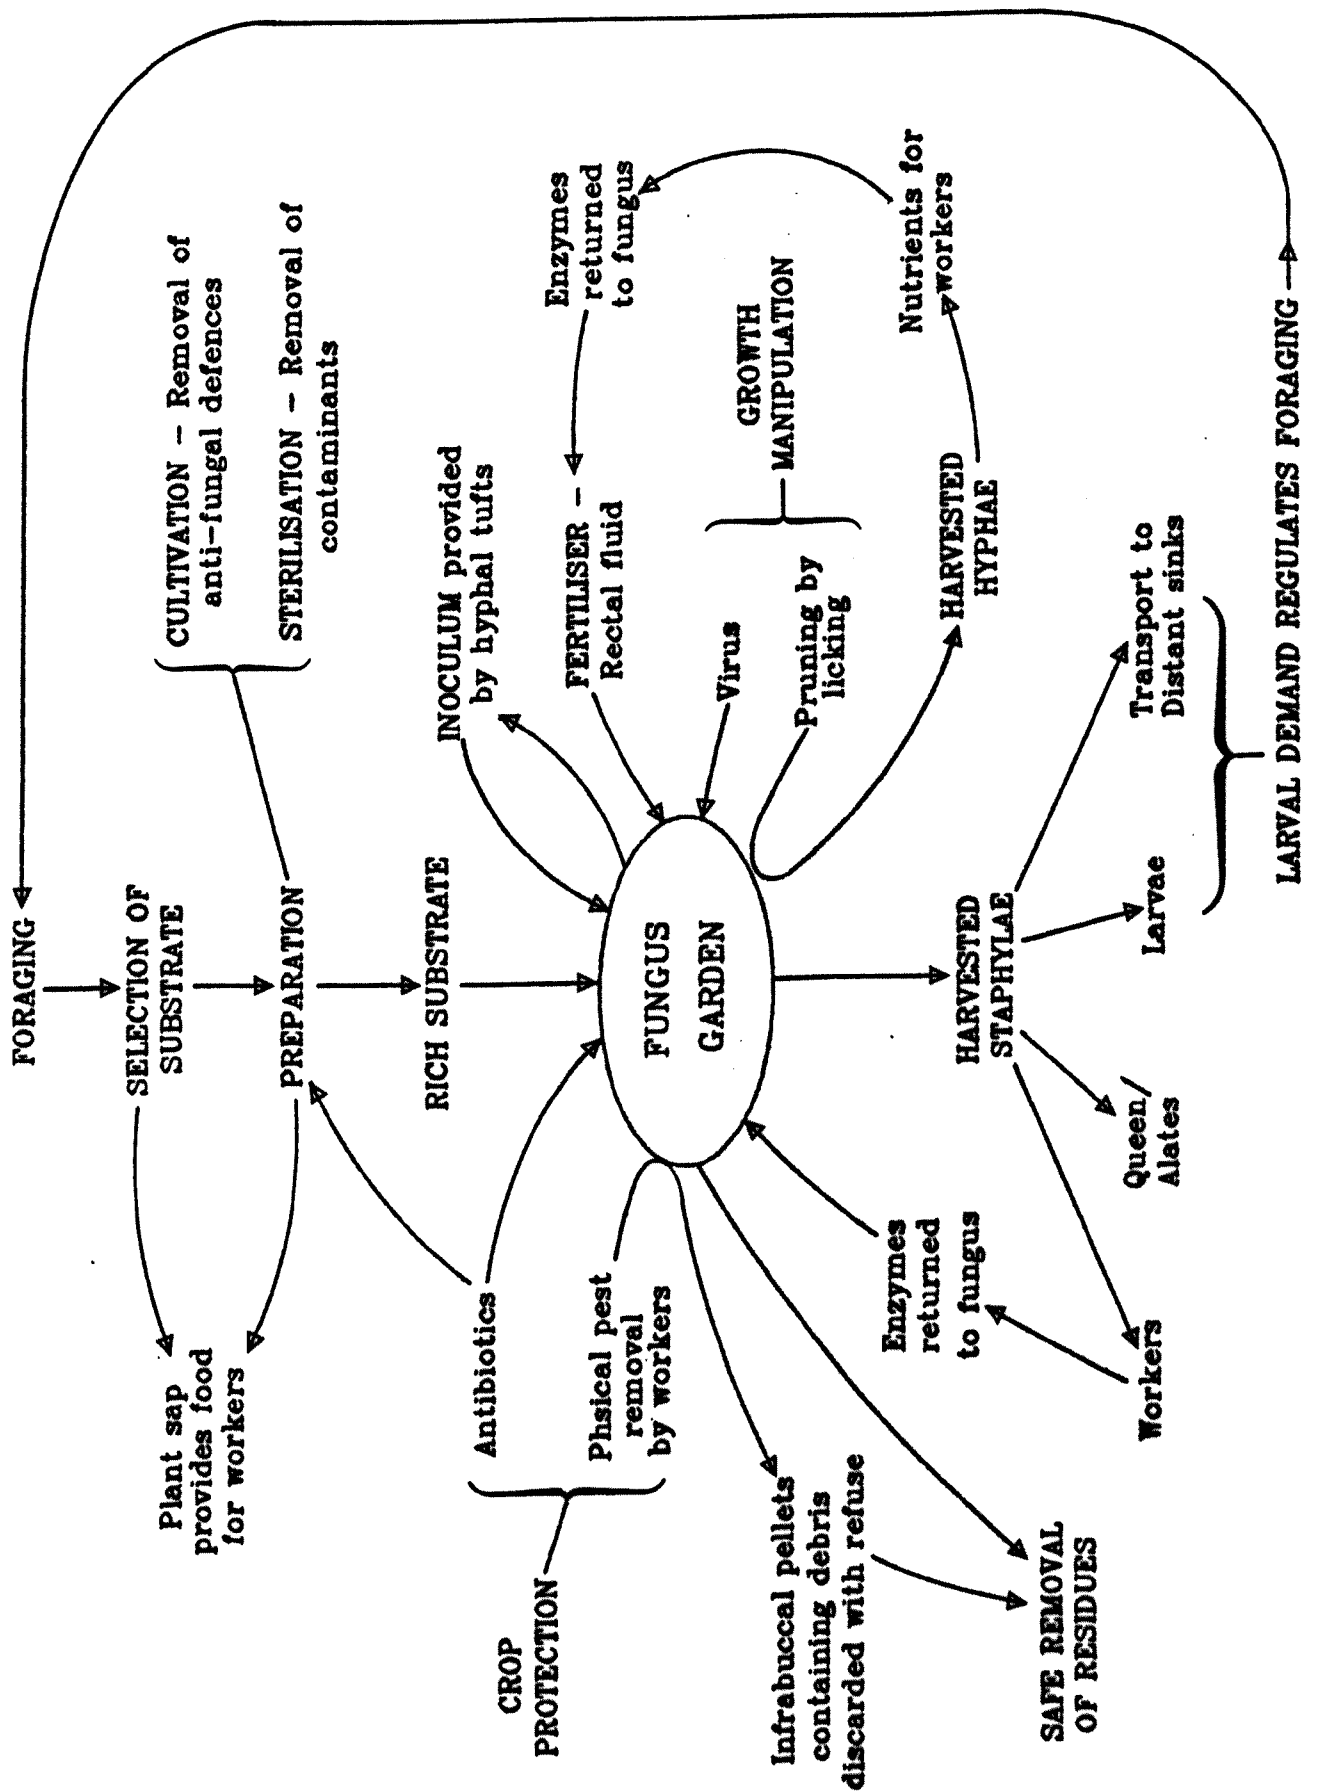 FORAGING
SELECTION OF
SUBSTRATE
Plant sap
provides food
for workers
PREPARATION
CULTIVATION - Removal of
anti-fungal defences
STERILISATION - Removal of
contaminants
RICH SUBSTRATE
INOCULUM provided
by hyphal tufts
Antibiotics
CROP
PROTECTION
Phsical pest
removal
by workers
FUNGUS
GARDEN
FERTILISER -
Rectal fluid
Enzymes
returned
to fungus
Virus
Pruning by
licking
GROWTH
MANIPULATION
Infrabuccal pellets
containing debris
discarded with refuse
Enzymes
returned
to fungus
HARVESTED
STAPHYLAE
HARVESTED
HYPHAE
Nutrients for
workers
SAFE REMOVAL
OF RESIDUES
Workers
Queen/
Alates
Larvae
Transport to
Distant sinks
LARVAL DEMAND REGULATES FORAGING